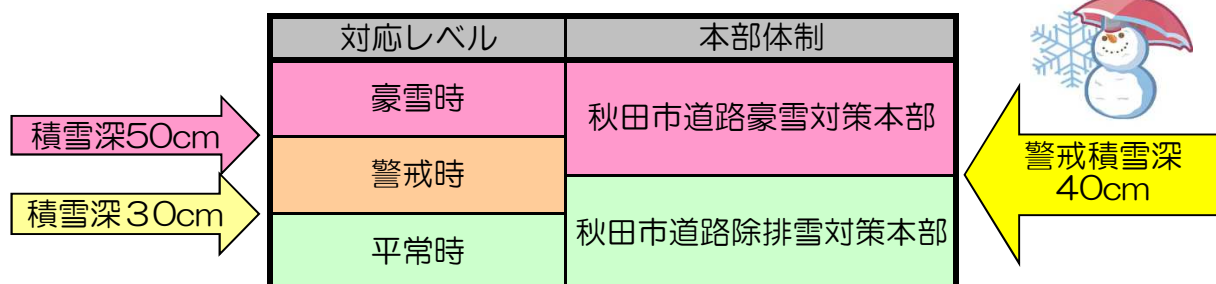 対応レベル
本部体制
豪雪時
秋田市道路豪雪対策本部
積雪深50cm
警戒時
警戒積雪深
40cm
積雪深30cm
平常時
秋田市道路除排雪対策本部